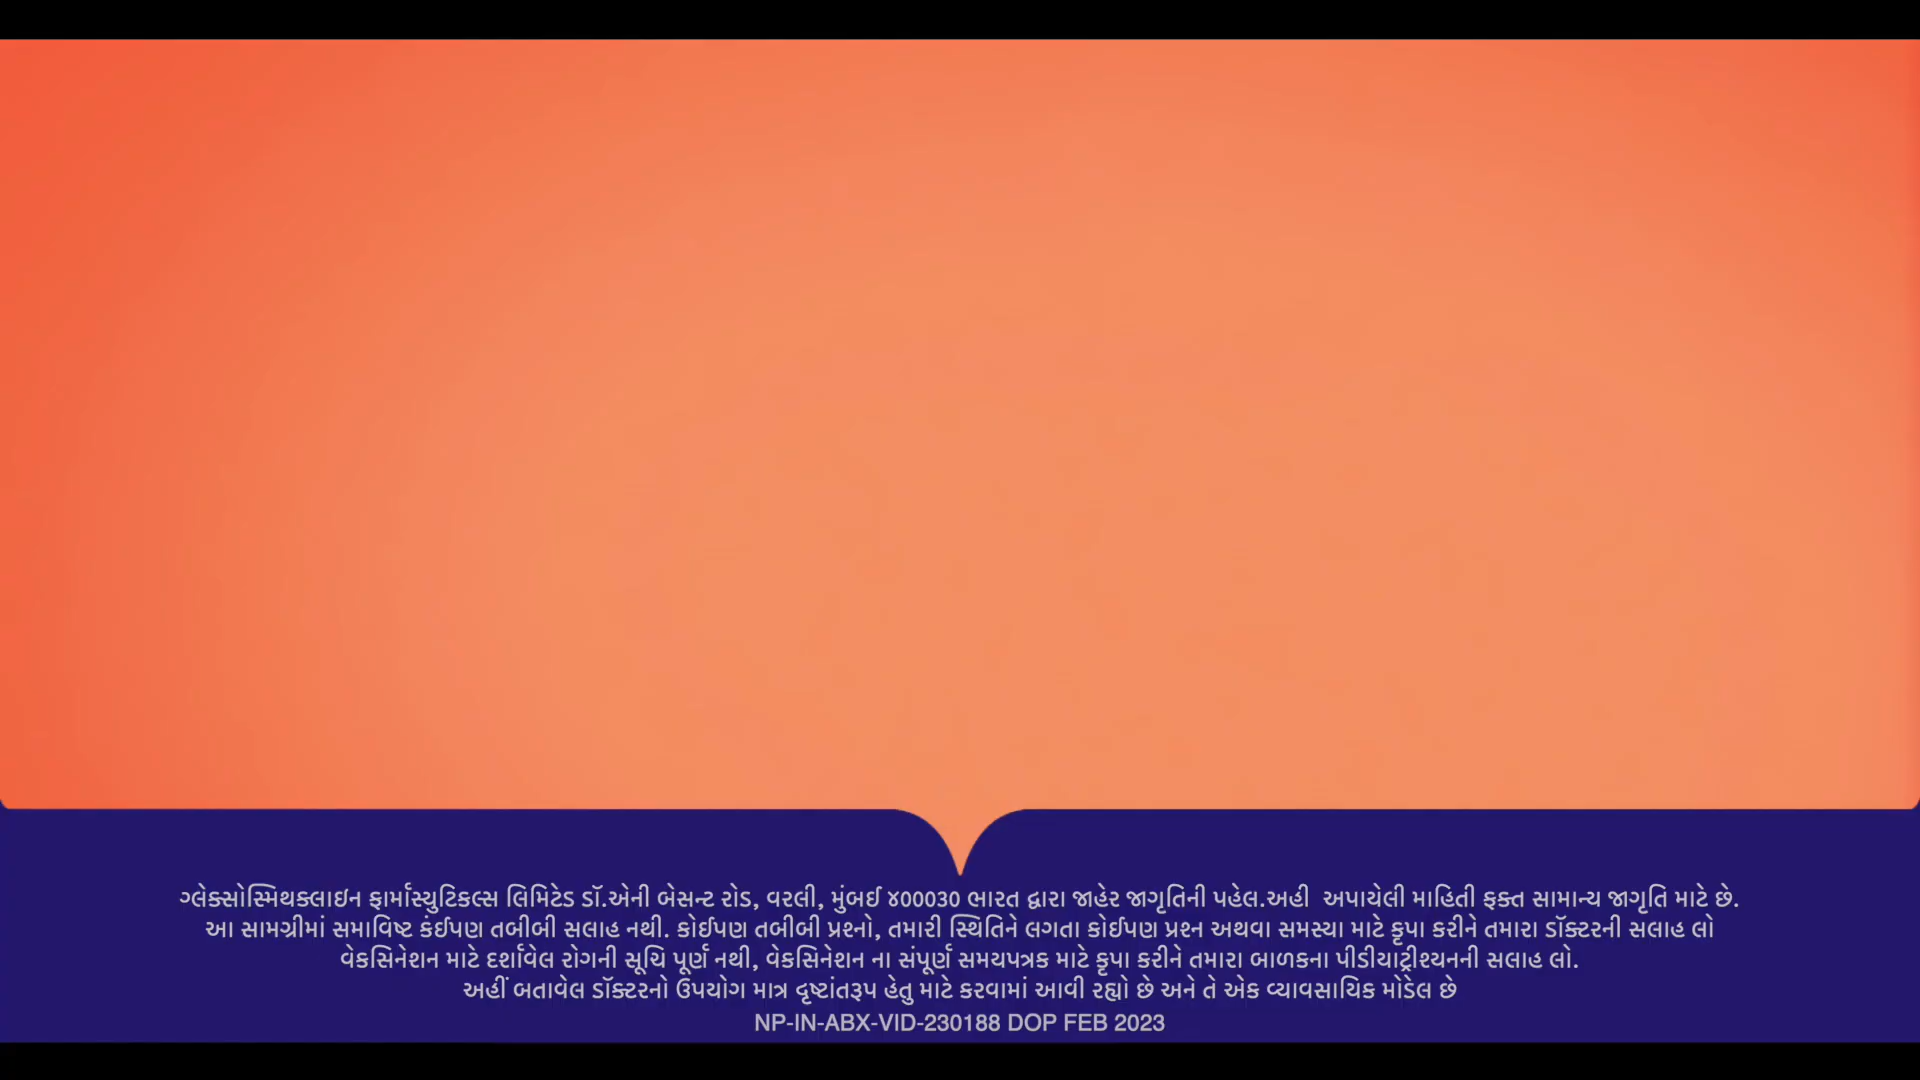 ગ્લેક્સોસ્મિથક્લાઇન ફાર્માસ્યુટિકલ્સ લિમિટેડ ડૉ.એની બેસન્ટ રોડ, વરલી, મુંબઈ ૪૦૦૦30 ભારત દ્વારા જાહેર જાગૃતિની પહેલ.અહી  અપાયેલી માહિતી ફક્ત સામાન્ય જાગૃતિ માટે છે.
આ સામગ્રીમાં સમાવિષ્ટ કંઈપણ તબીબી સલાહ નથી. કોઈપણ તબીબી પ્રશ્નો, તમારી સ્થિતિને લગતા કોઈપણ પ્રશ્ન અથવા સમસ્યા માટે કૃપા કરીને તમારા ડૉક્ટરની સલાહ લો
વેકસિનેશન માટે દર્શાવેલ રોગની સૂચિ પૂર્ણ નથી, વેકસિનેશન ના સંપૂર્ણ સમયપત્રક માટે કૃપા કરીને તમારા બાળકના પીડીયાટ્રીશ્યનની સલાહ લો.
અહીં બતાવેલ ડૉક્ટરનો ઉપયોગ માત્ર દૃષ્ટાંતરૂપ હેતુ માટે કરવામાં આવી રહ્યો છે અને તે એક વ્યાવસાયિક મોડેલ છે
NP-IN-ABX-VID-230188 DOP FEB 2023